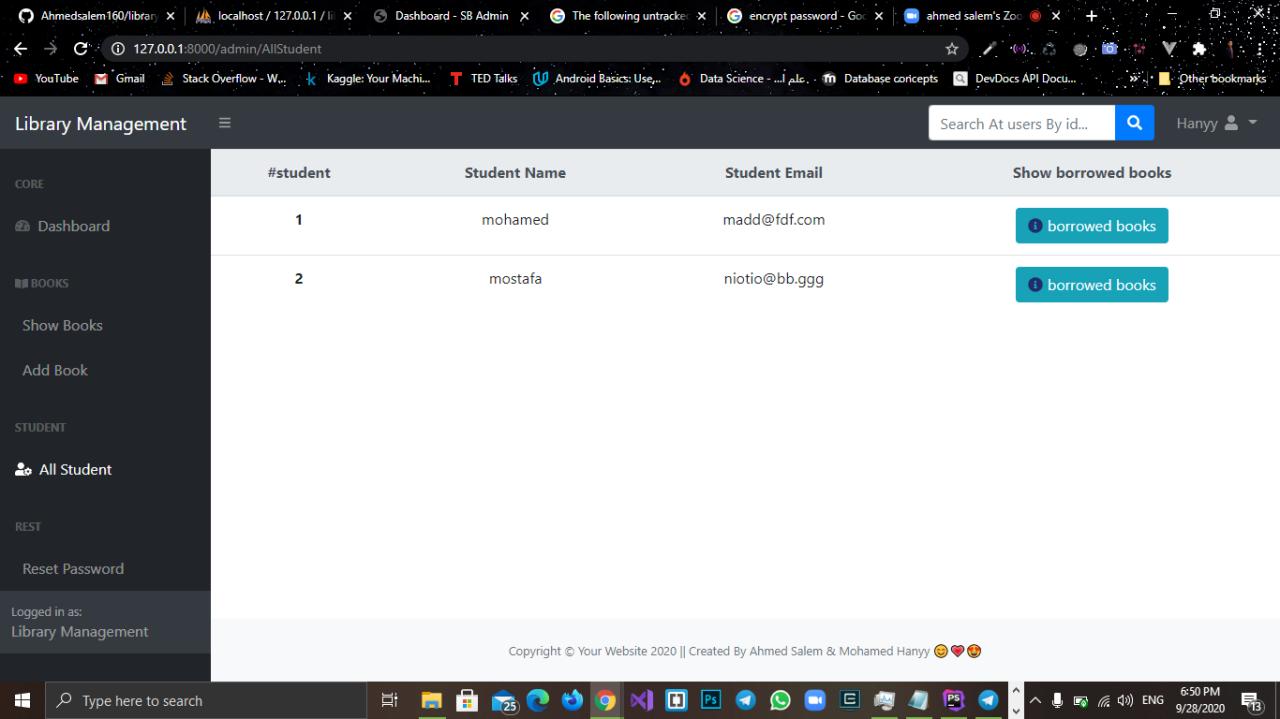 Ahmedsalem160/library
localhost / 127.0.0.1 / li
Dashboard - SB Admin
The following untracke
encrypt password - Goo
ahmed salem's Zoo
127.0.0.1:8000/admin/AllStudent
YouTube
Gmail
Stack Overflow - W...
Kaggle: Your Machi...
TED Talks
Android Basics: Use...
Data Science - ...علم أ
Database concepts
DevDocs API Docu...
Other bookmarks
Library Management
Search At users By id...
Hanyy
CORE
Dashboard
BOOKS
Show Books
Add Book
STUDENT
All Student
REST
Reset Password
Logged in as:
Library Management
#student Student Name Student Email Show borrowed books
1 mohamed madd@fdf.com borrowed books
2 mostafa niotio@bb.ggg borrowed books
Copyright © Your Website 2020 || Created By Ahmed Salem & Mohamed Hanyy 😊💗😍
Type here to search
25
Ps
PS
ENG
6:50 PM
9/28/2020
13